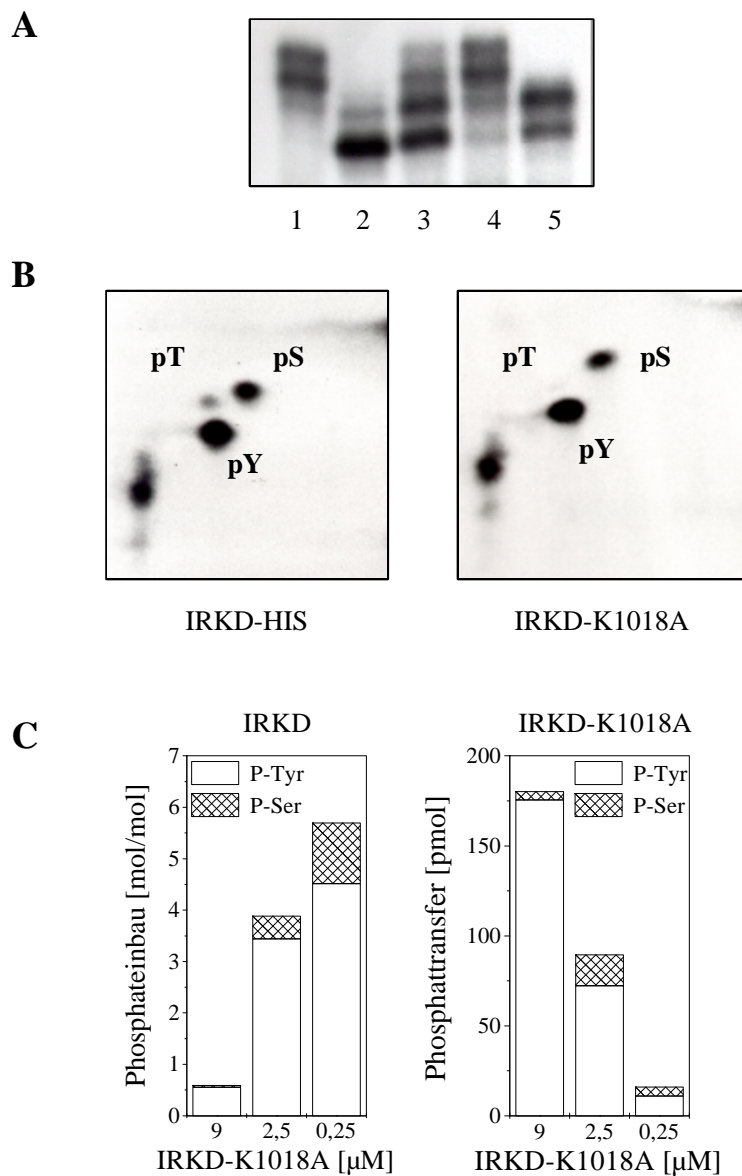 A
1 2 3 4 5
B
pT pS pT pS
pY pY
IRKD-HIS IRKD-K1018A
C
IRKD IRKD-K1018A
7 200
P-Tyr P-Tyr
6
P-Ser P-Ser
150
5
4
100
3
2
50
1
0 0
9 2,5 0,25 9 2,5 0,25
IRKD-K1018A [µM] IRKD-K1018A [µM]
Phosphateinbau [mol/mol]
Phosphattransfer [pmol]